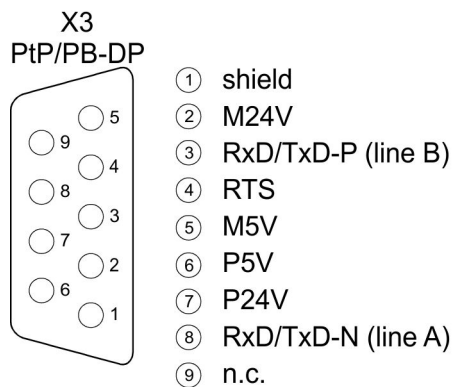 X3
PtP/PB-DP
5
9
4
8
3
7
2
6
1
1 shield
2 M24V
3 RxD/TxD-P (line B)
4 RTS
5 M5V
6 P5V
7 P24V
8 RxD/TxD-N (line A)
9 n.c.